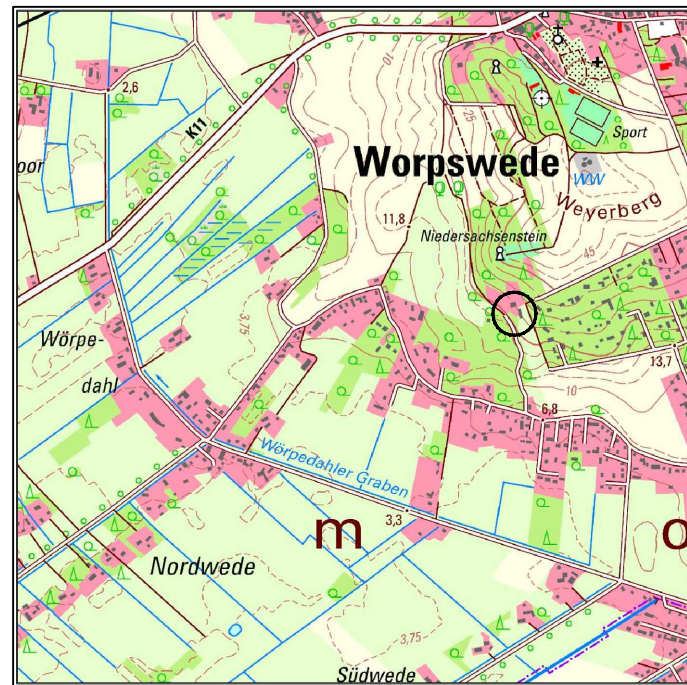 2,6
K11
10
25
Sport
oor
Worpswede
WW
Weyerberg
11,8
Niedersachsenstein
45
3,75
Wörpe-
dahl
13,7
10
6,8
Wörpedahler Graben
3,3
m
o
Nordwede
3,75
Südwede